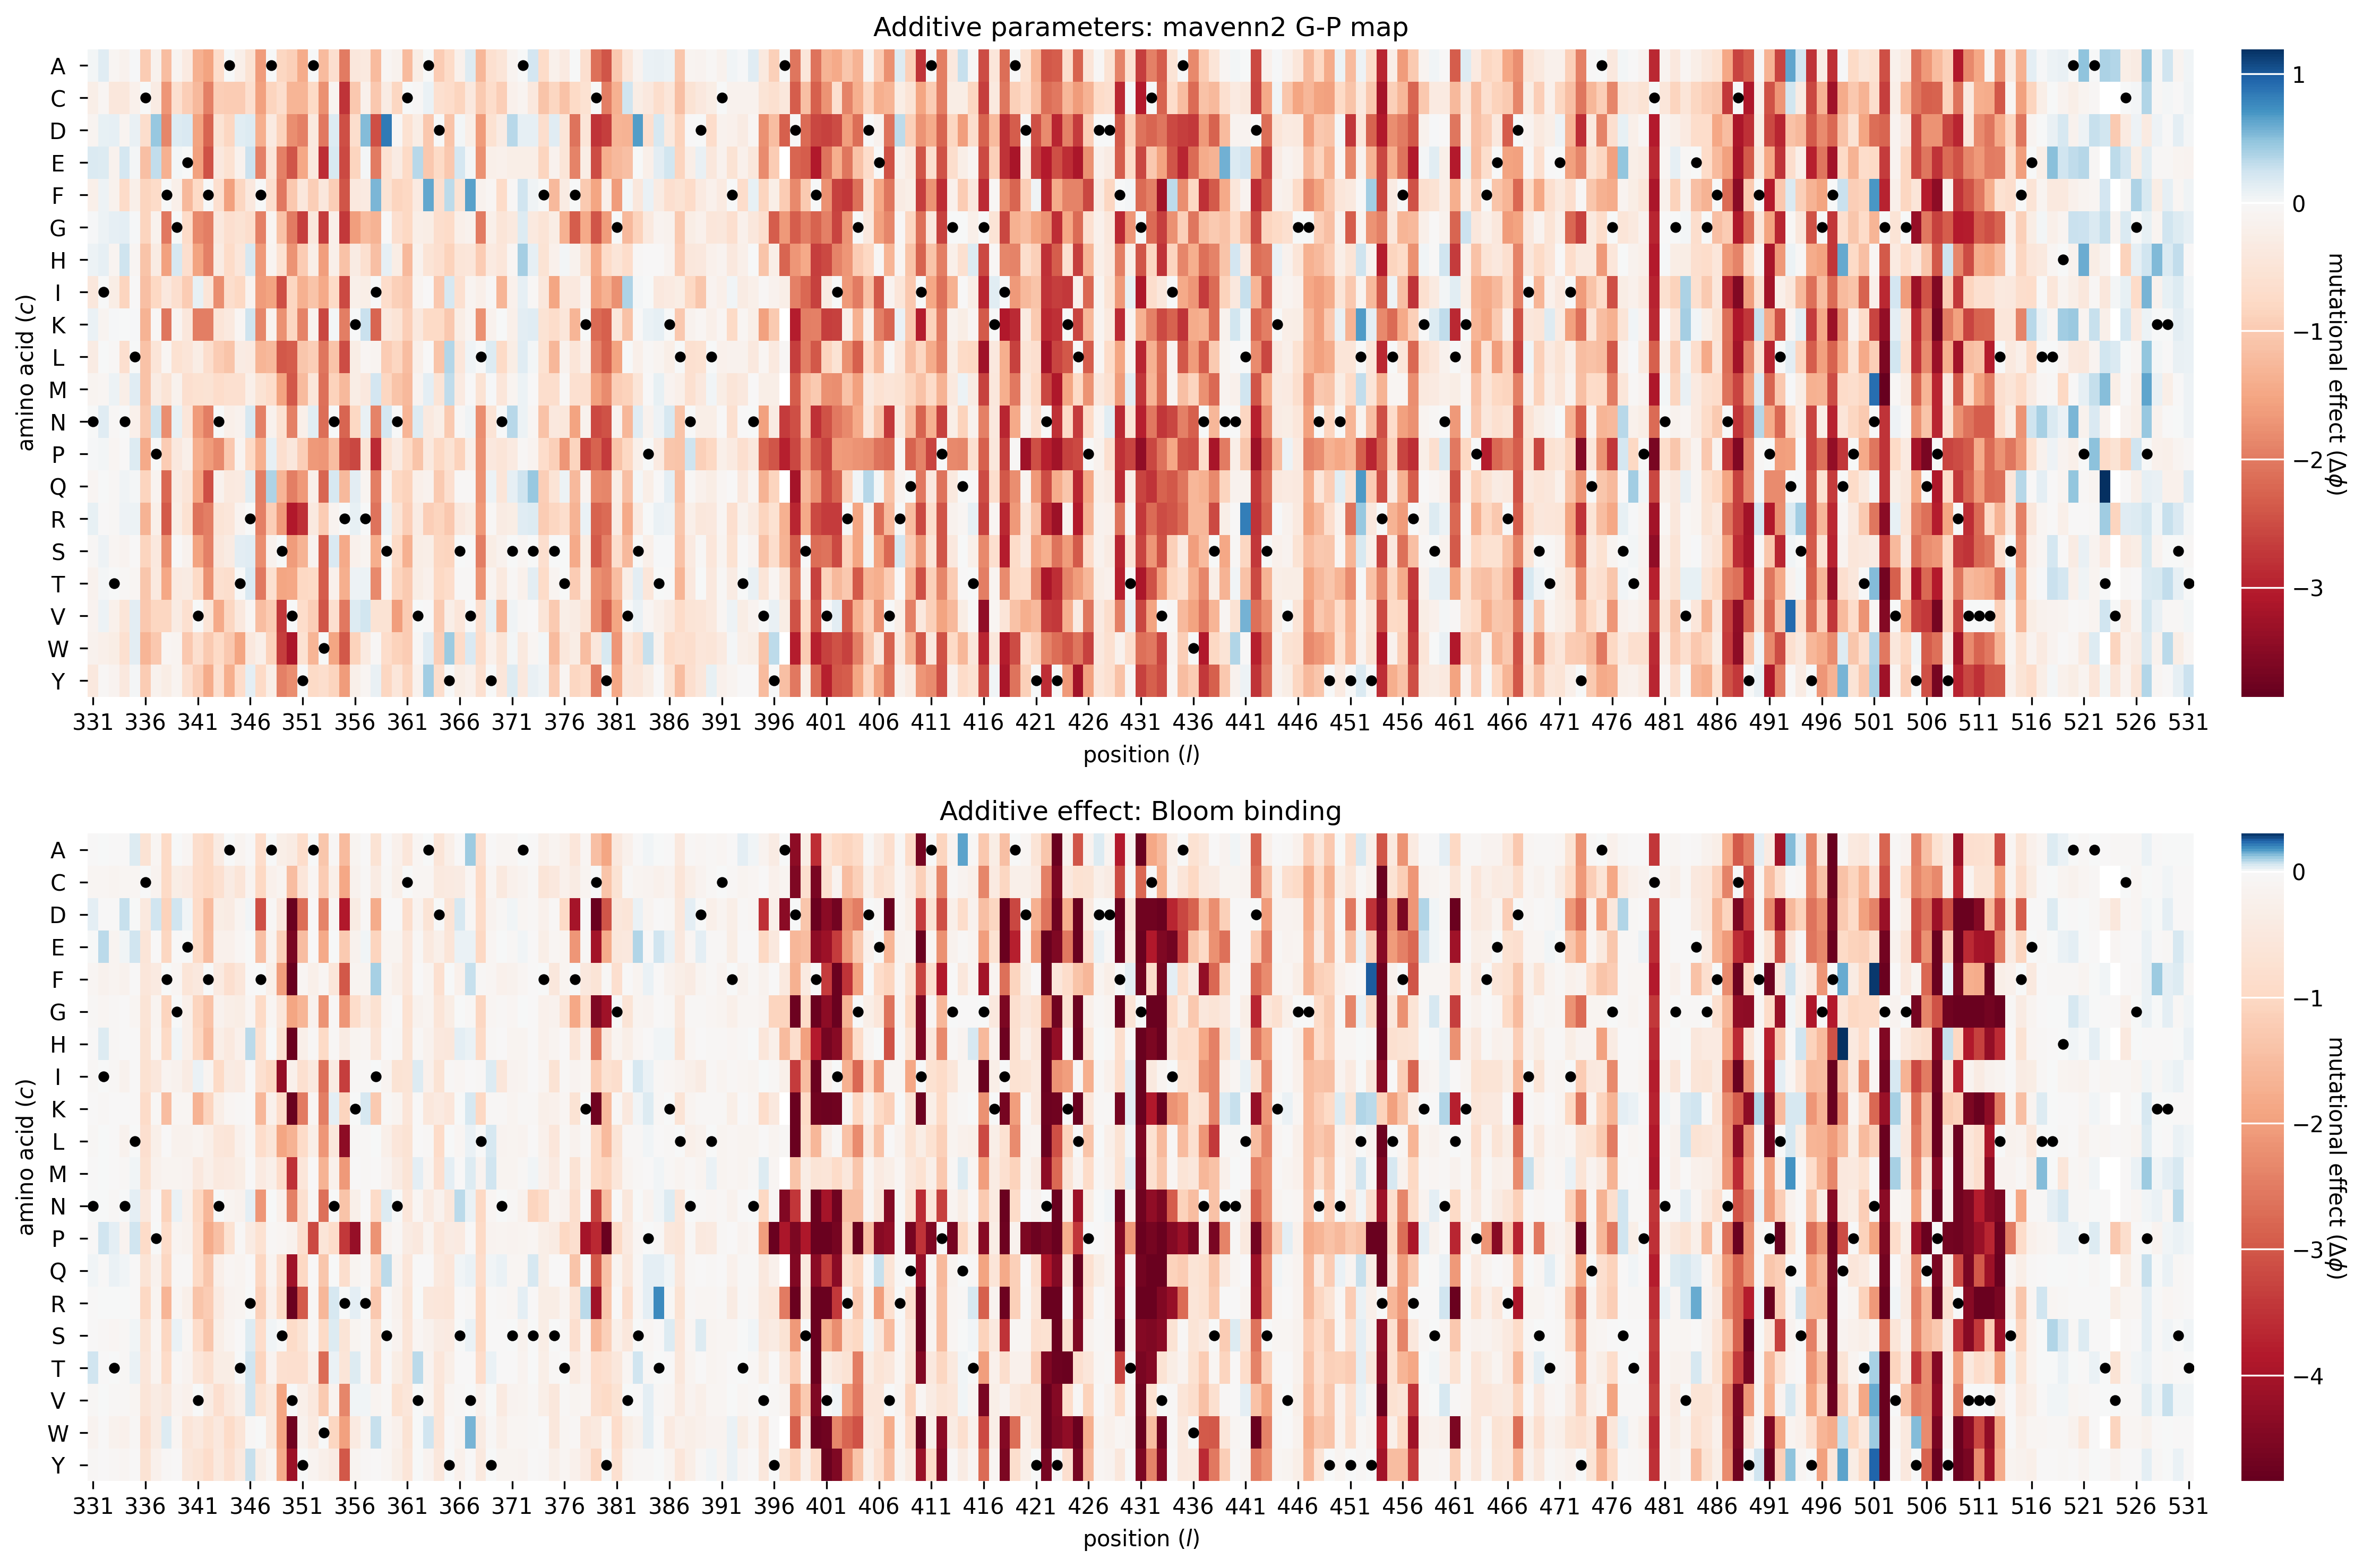 Additive parameters: mavenn2 G-P map
amino acid (c)
A
C
D
E
F
G
H
I
K
L
M
N
P
Q
R
S
T
V
W
Y
331 336 341 346 351 356 361 366 371 376 381 386 391 396 401 406 411 416 421 426 431 436 441 446 451 456 461 466 471 476 481 486 491 496 501 506 511 516 521 526 531
position (l)
1
0
−1
−2
−3
mutational effect (Δϕ)
Additive effect: Bloom binding
amino acid (c)
A
C
D
E
F
G
H
I
K
L
M
N
P
Q
R
S
T
V
W
Y
331 336 341 346 351 356 361 366 371 376 381 386 391 396 401 406 411 416 421 426 431 436 441 446 451 456 461 466 471 476 481 486 491 496 501 506 511 516 521 526 531
position (l)
0
−1
−2
−3
−4
mutational effect (Δϕ)